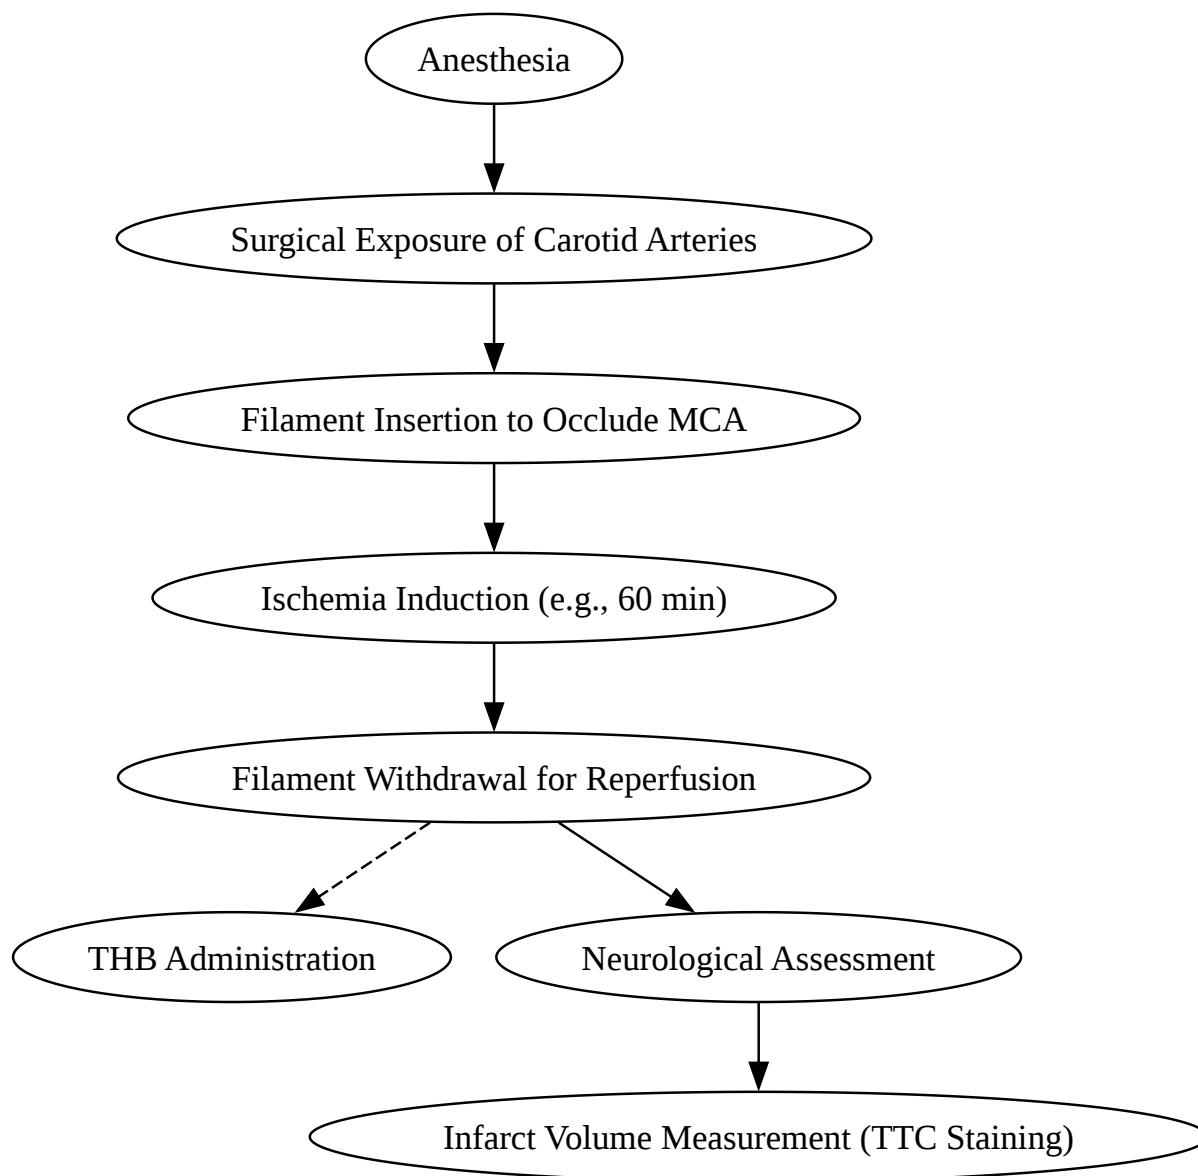 Anesthesia
Surgical Exposure of Carotid Arteries
Filament Insertion to Occlude MCA
Ischemia Induction (e.g., 60 min)
Filament Withdrawal for Reperfusion
THB Administration
Neurological Assessment
Infarct Volume Measurement (TTC Staining)